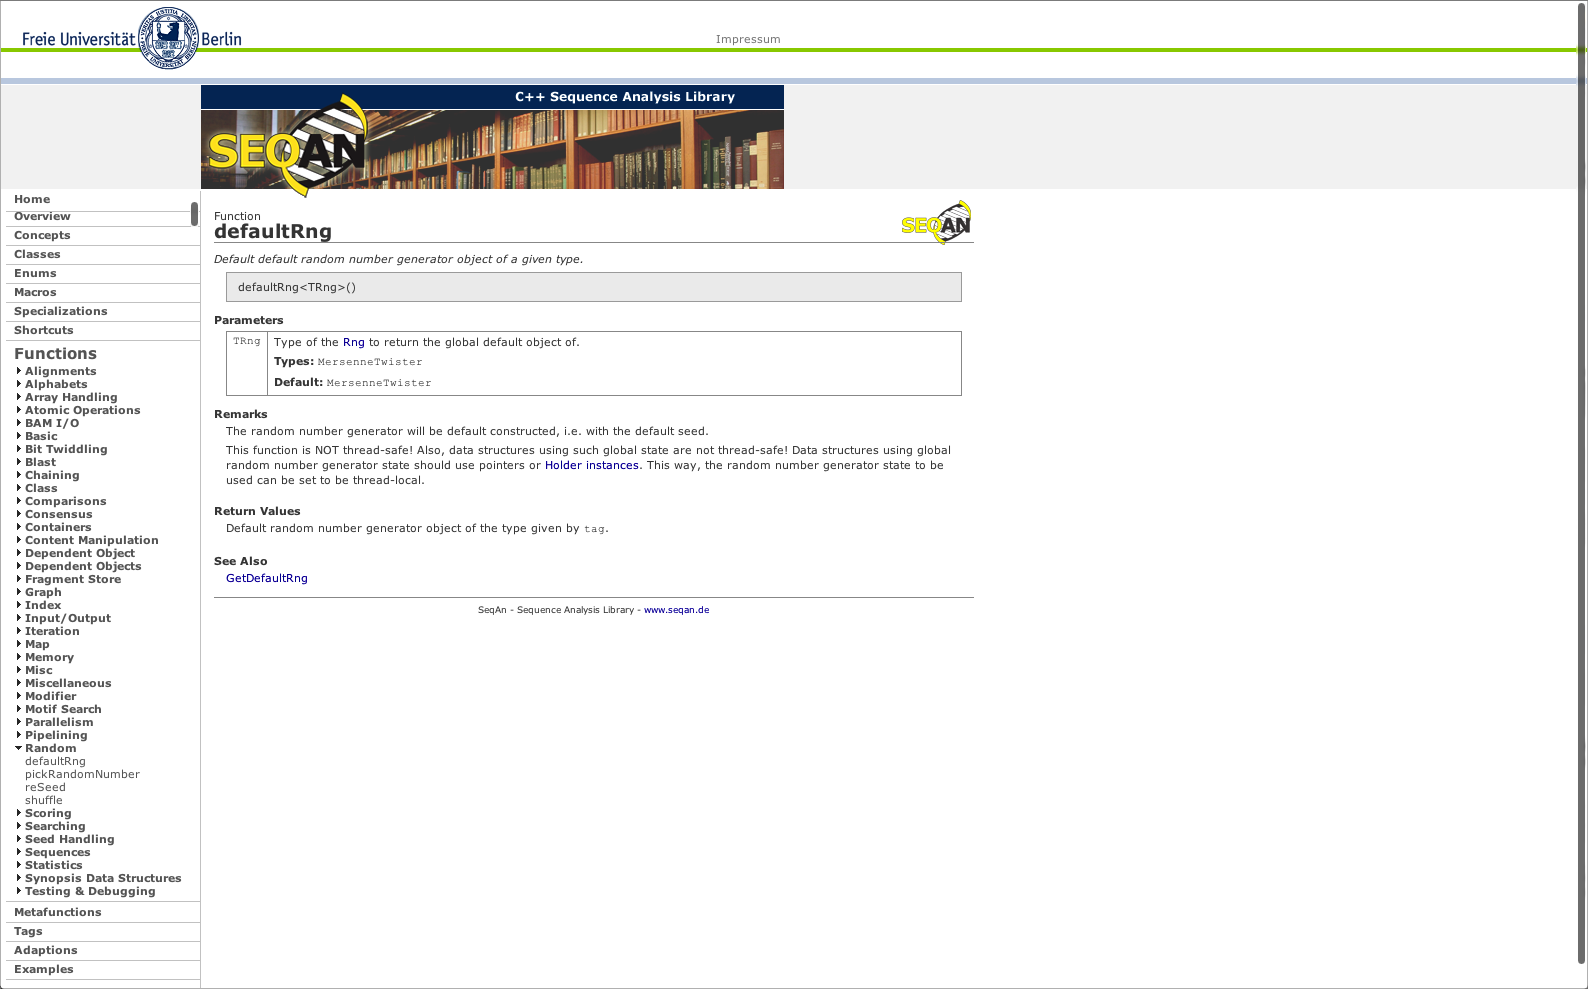 Freie Universität Berlin
Impressum
C++ Sequence Analysis Library
SEQAN
Home
Overview
Concepts
Classes
Enums
Macros
Specializations
Shortcuts
Functions
Alignments
Alphabets
Array Handling
Atomic Operations
BAM I/O
Basic
Bit Twiddling
Blast
Chaining
Class
Comparisons
Consensus
Containers
Content Manipulation
Dependent Object
Dependent Objects
Fragment Store
Graph
Index
Input/Output
Iteration
Map
Memory
Misc
Miscellaneous
Modifier
Motif Search
Parallelism
Pipelining
Random
defaultRng
pickRandomNumber
reSeed
shuffle
Scoring
Searching
Seed Handling
Sequences
Statistics
Synopsis Data Structures
Testing & Debugging
Metafunctions
Tags
Adaptions
Examples
Function
defaultRng
SEQAN
Default default random number generator object of a given type.
defaultRng<TRng>()
Parameters
TRng
Type of the Rng to return the global default object of.
Types: MersenneTwister
Default: MersenneTwister
Remarks
The random number generator will be default constructed, i.e. with the default seed.
This function is NOT thread-safe! Also, data structures using such global state are not thread-safe! Data structures using global
random number generator state should use pointers or Holder instances. This way, the random number generator state to be
used can be set to be thread-local.
Return Values
Default random number generator object of the type given by tag.
See Also
GetDefaultRng
SeqAn - Sequence Analysis Library - www.seqan.de